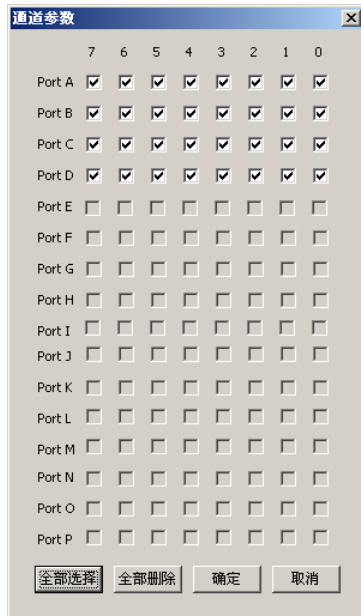 通道参数
7 6 5 4 3 2 1 0
Port A
Port B
Port C
Port D
Port E
Port F
Port G
Port H
Port I
Port J
Port K
Port L
Port M
Port N
Port O
Port P
全部选择 全部删除 确定 取消